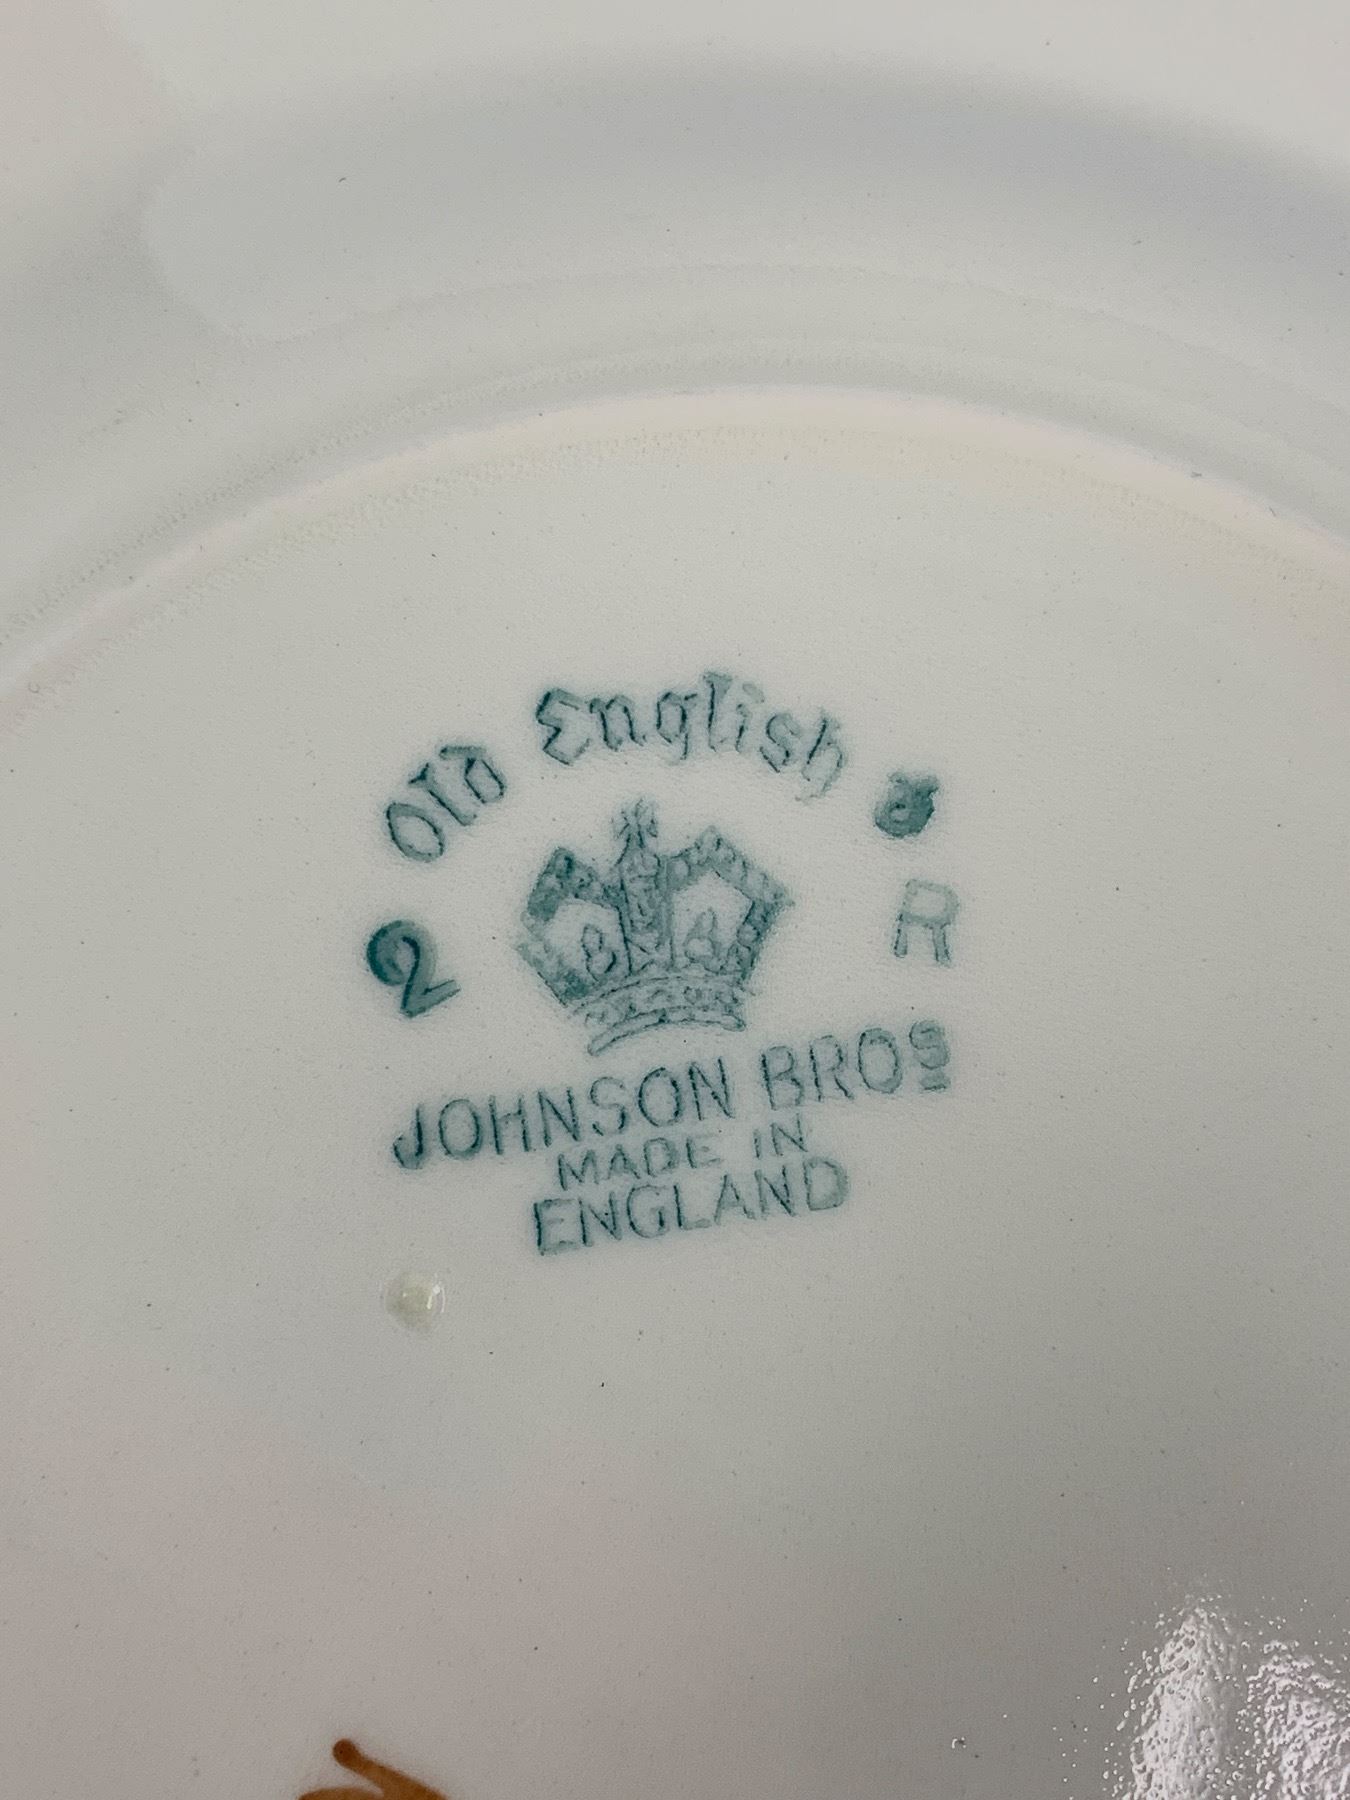 Old English
2
R
JOHNSON BROS
MADE IN
ENGLAND